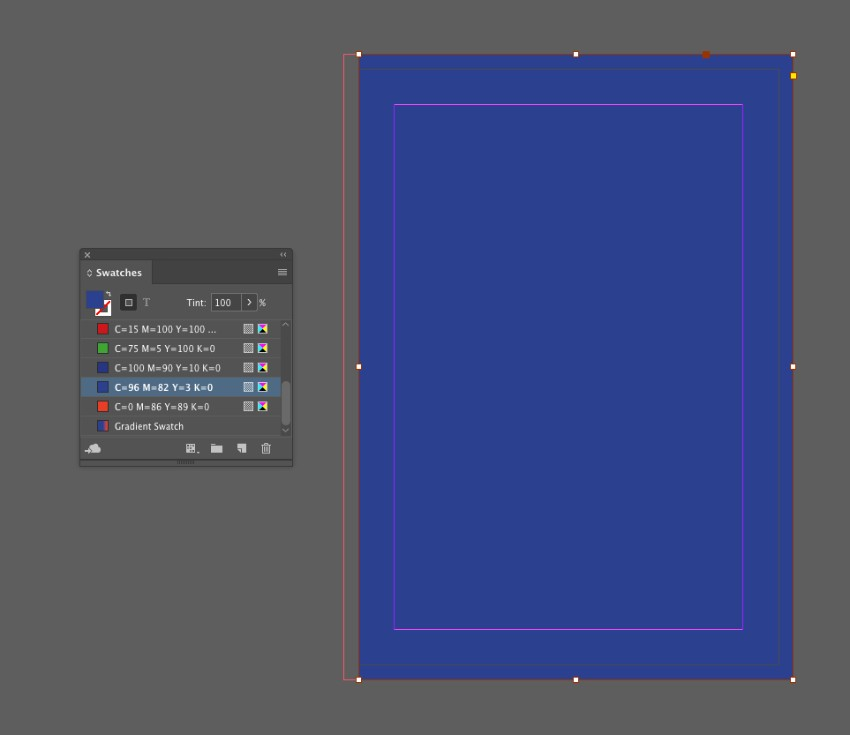 Swatches
T Tint: 100 %
C=15 M=100 Y=100 ...
C=75 M=5 Y=100 K=0
C=100 M=90 Y=10 K=0
C=96 M=82 Y=3 K=0
C=0 M=86 Y=89 K=0
Gradient Swatch